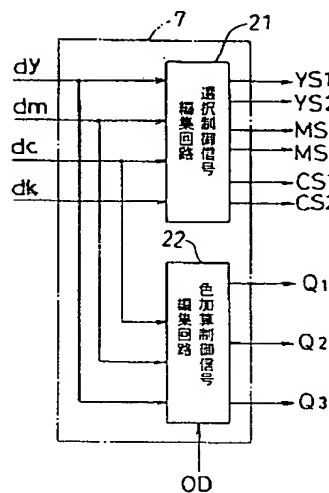 7
21
dy
dm
dc
dk
選択制御信号
編集回路
YS1
YS2
MS
MS
CS1
CS2
22
色加算制御信号
編集回路
Q1
Q2
Q3
OD